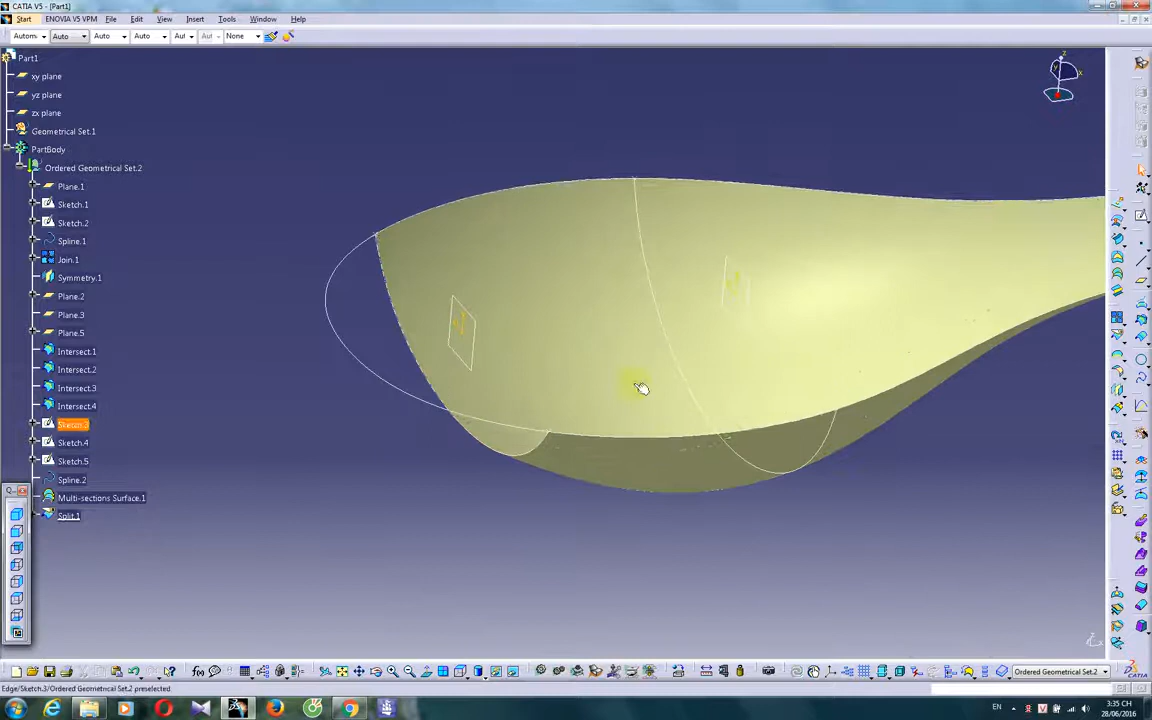 CATIA V5 - [Part1]
Start ENOVIA V5 VPM File Edit View Insert Tools Window Help
Autom Auto Auto Auto Aut Aut None
Part1
xy plane
yz plane
zx plane
Geometrical Set.1
PartBody
Ordered Geometrical Set.2
Plane.1
Sketch.1
Sketch.2
Spline.1
Join.1
Symmetry.1
Plane.2
Plane.3
Plane.5
Intersect.1
Intersect.2
Intersect.3
Intersect.4
Sketch.3
Sketch.4
Sketch.5
Spline.2
Multi-sections Surface.1
Split.1
z
y
x
Ordered Geometrical Set.2
Edge/Sketch.3/Ordered Geometrical Set.2 preselected
EN
3:35 CH
28/06/2016